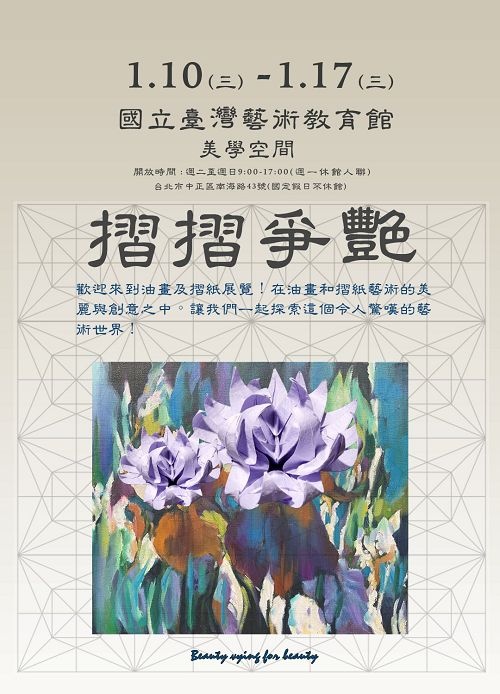 1.10(三)-1.17(三)
國立臺灣藝術教育館
美學空間
開放時間:週二至週日9:00-17:00(週一休館人聯)
台北市中正區南海路43號(國定假日不休館)
摺摺爭艷
歡迎來到油畫及摺紙展覽!在油畫和摺紙藝術的美
麗與創意之中。讓我們一起探索這個令人驚嘆的藝
術世界!
Beauty vying for beauty